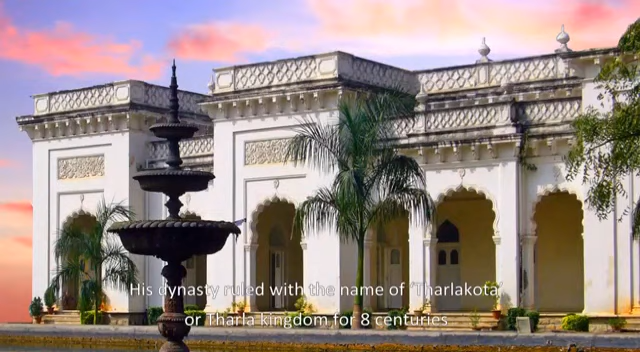 His dynasty ruled with the name of 'Tharlakota'
or Tharla kingdom for 8 centuries